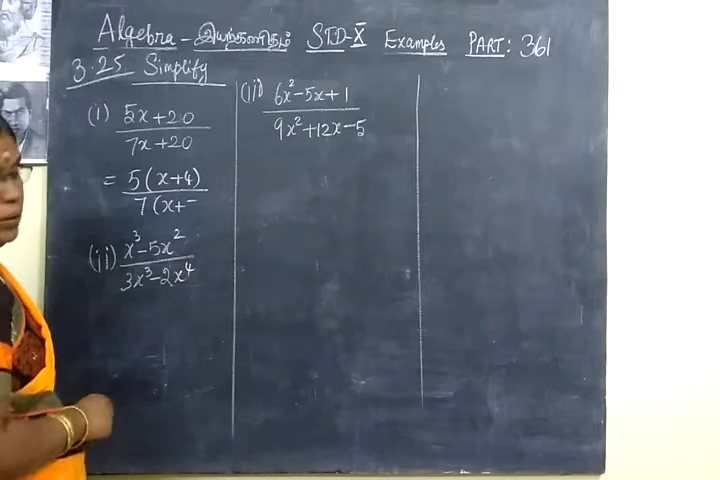 Algebra - இயற்கணிதம் STD-X Examples PART: 361
3.25 Simplify
(i) 5x+20 / 7x+20
= 5(x+4) / 7(x+
(ii) x³-5x² / 3x³-2x⁴
(iii) 6x²-5x+1 / 9x²+12x-5